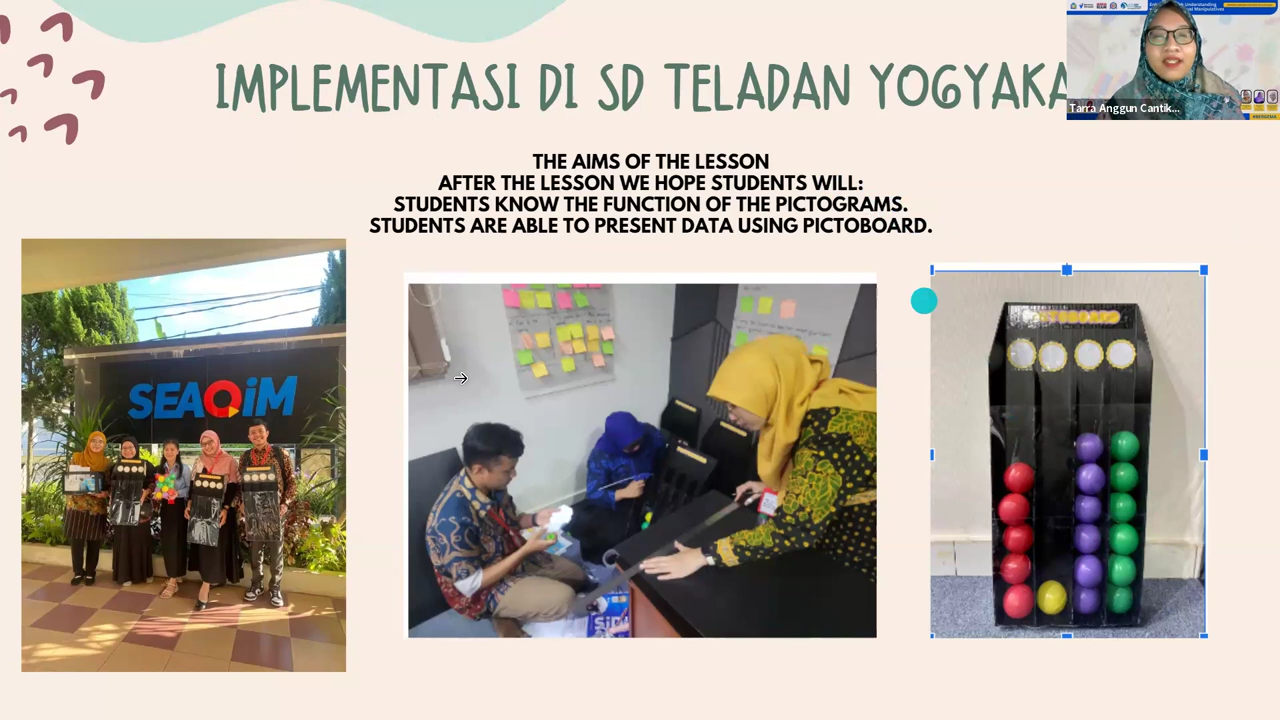 IMPLEMENTASI DI SD TELADAN YOGYAKA
Tarra Anggun Cantik...
THE AIMS OF THE LESSON
AFTER THE LESSON WE HOPE STUDENTS WILL:
STUDENTS KNOW THE FUNCTION OF THE PICTOGRAMS.
STUDENTS ARE ABLE TO PRESENT DATA USING PICTOBOARD.
SEAQiM